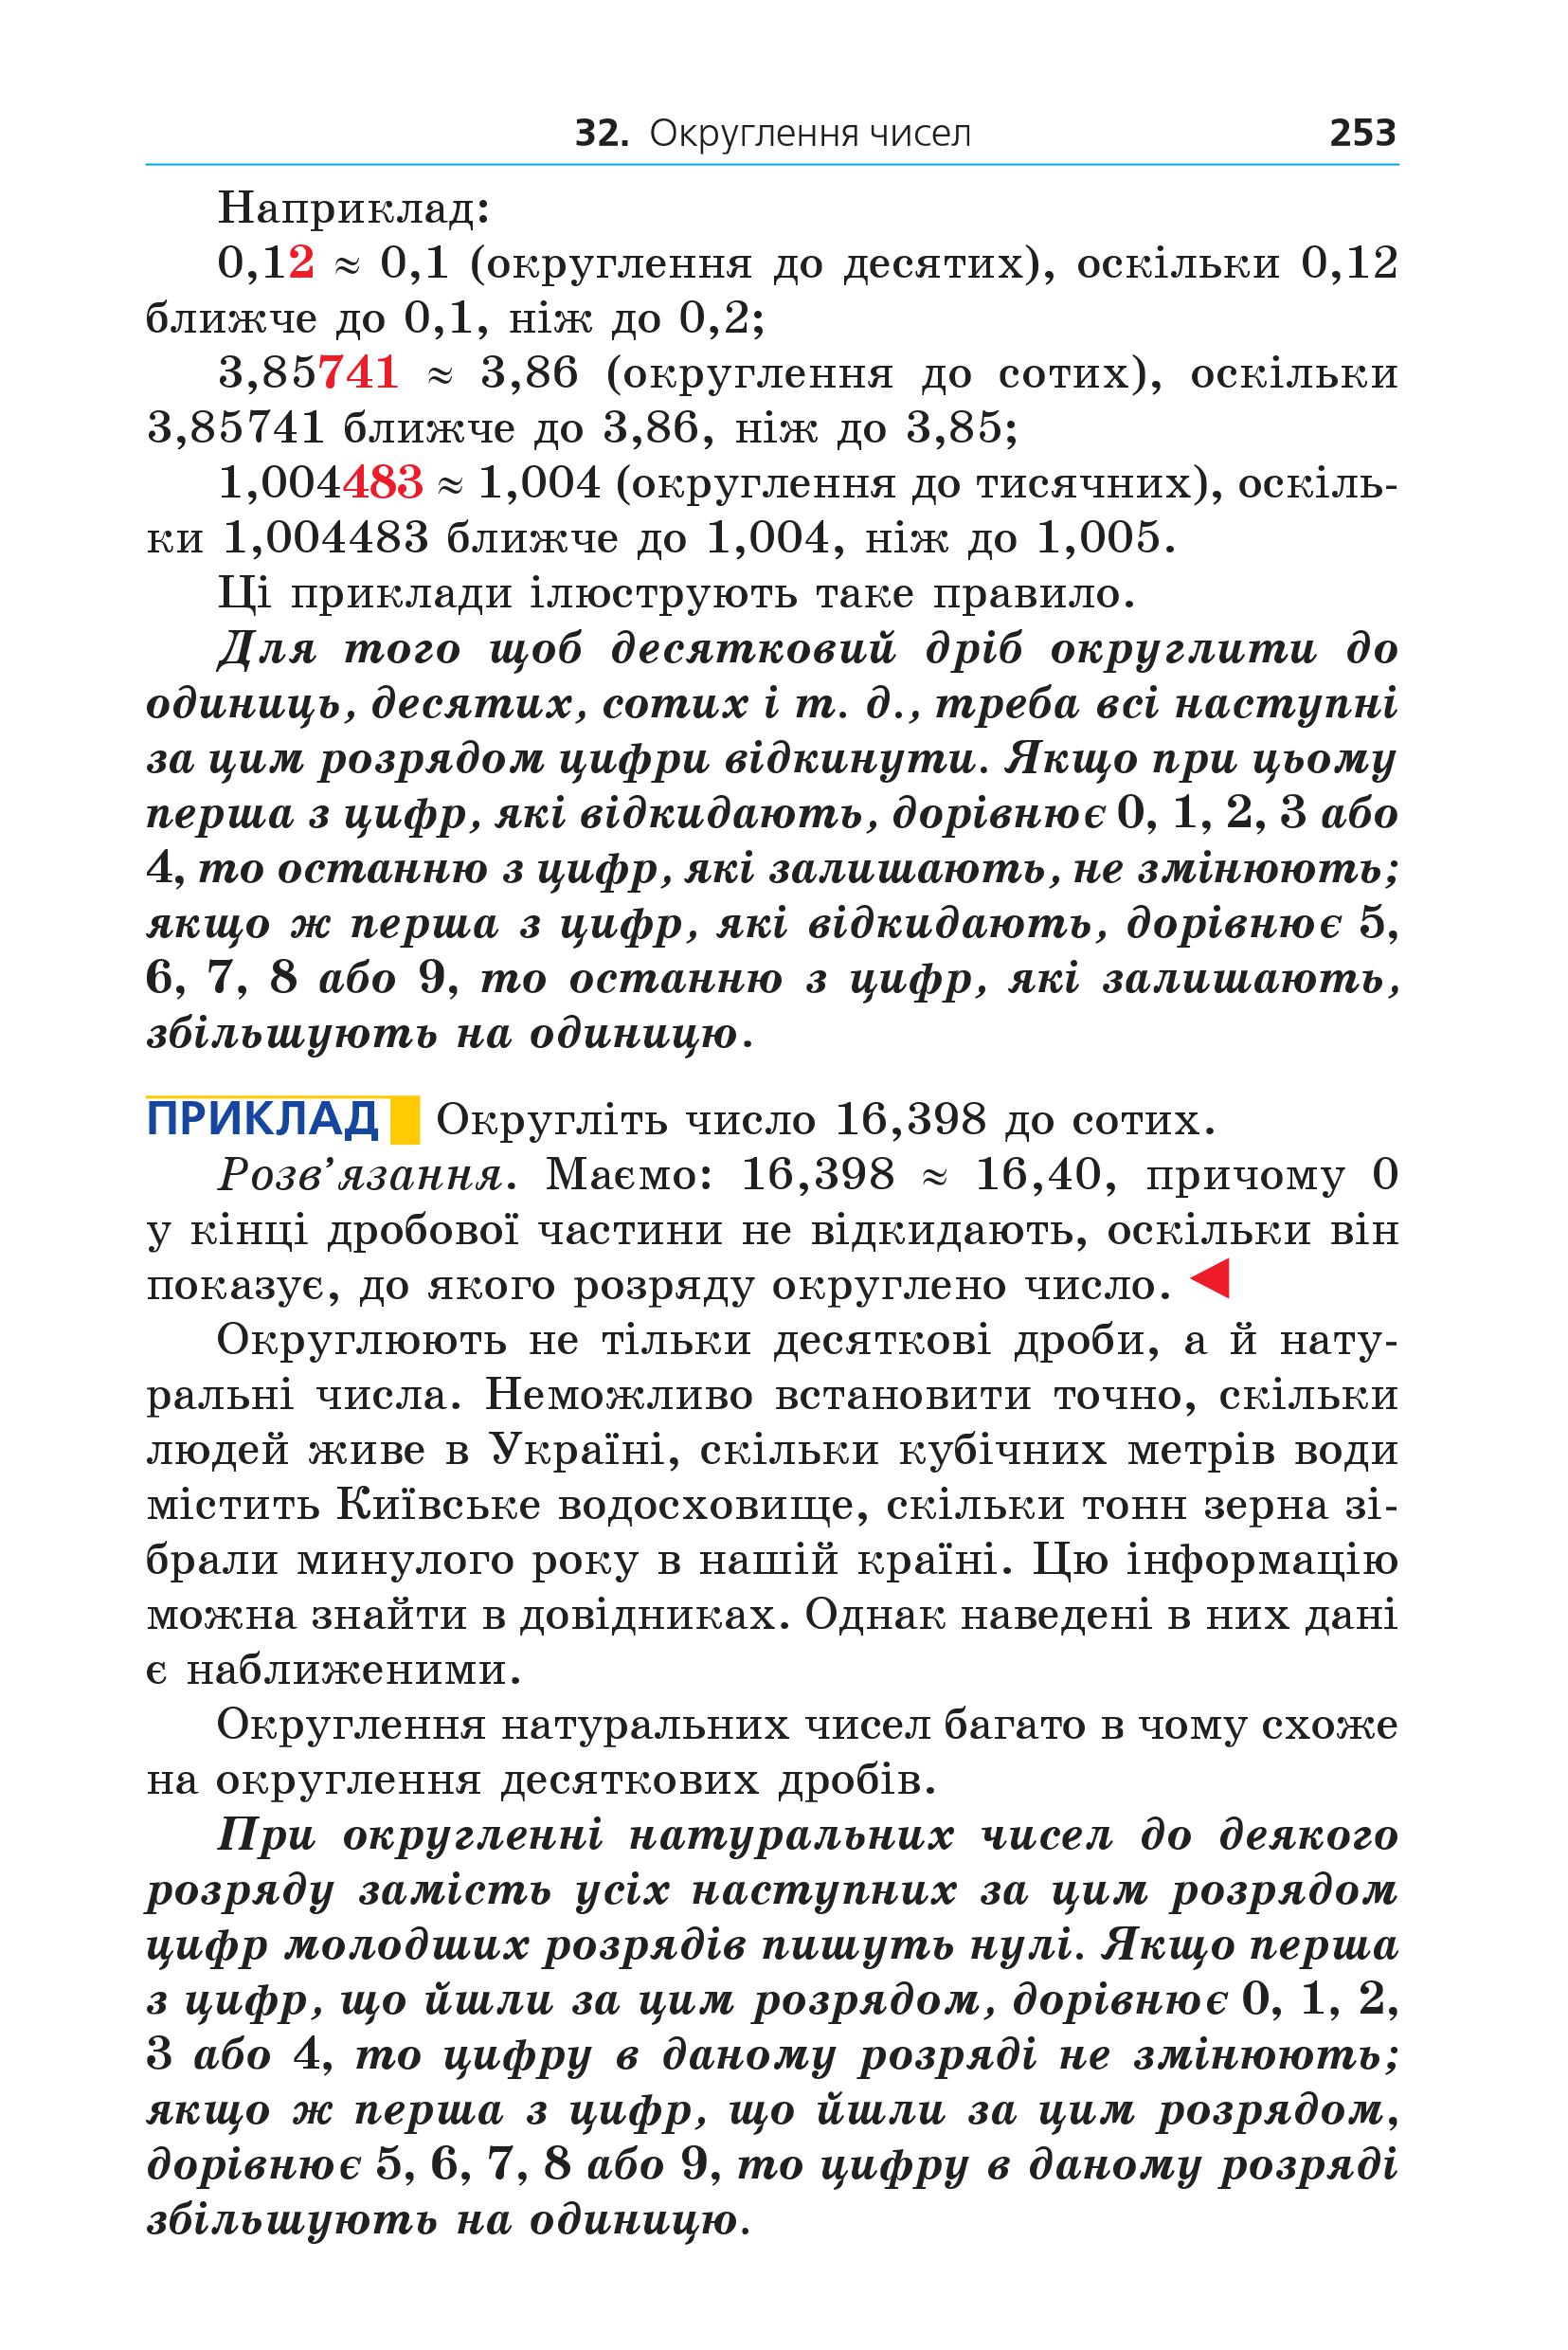 32. Округлення чисел 253
Наприклад:
0,12 ≈ 0,1 (округлення до десятих), оскільки 0,12
ближче до 0,1, ніж до 0,2;
3,85741 ≈ 3,86 (округлення до сотих), оскільки
3,85741 ближче до 3,86, ніж до 3,85;
1,004483 ≈ 1,004 (округлення до тисячних), оскіль-
ки 1,004483 ближче до 1,004, ніж до 1,005.
Ці приклади ілюструють таке правило.
Для того щоб десятковий дріб округлити до
одиниць, десятих, сотих і т. д., треба всі наступні
за цим розрядом цифри відкинути. Якщо при цьому
перша з цифр, які відкидають, дорівнює 0, 1, 2, 3 або
4, то останню з цифр, які залишають, не змінюють;
якщо ж перша з цифр, які відкидають, дорівнює 5,
6, 7, 8 або 9, то останню з цифр, які залишають,
збільшують на одиницю.
ПРИКЛАД Округліть число 16,398 до сотих.
Розв’язання. Маємо: 16,398 ≈ 16,40, причому 0
у кінці дробової частини не відкидають, оскільки він
показує, до якого розряду округлено число.
Округлюють не тільки десяткові дроби, а й нату-
ральні числа. Неможливо встановити точно, скільки
людей живе в Україні, скільки кубічних метрів води
містить Київське водосховище, скільки тонн зерна зі-
брали минулого року в нашій країні. Цю інформацію
можна знайти в довідниках. Однак наведені в них дані
є наближеними.
Округлення натуральних чисел багато в чому схоже
на округлення десяткових дробів.
При округленні натуральних чисел до деякого
розряду замість усіх наступних за цим розрядом
цифр молодших розрядів пишуть нулі. Якщо перша
з цифр, що йшли за цим розрядом, дорівнює 0, 1, 2,
3 або 4, то цифру в даному розряді не змінюють;
якщо ж перша з цифр, що йшли за цим розрядом,
дорівнює 5, 6, 7, 8 або 9, то цифру в даному розряді
збільшують на одиницю.